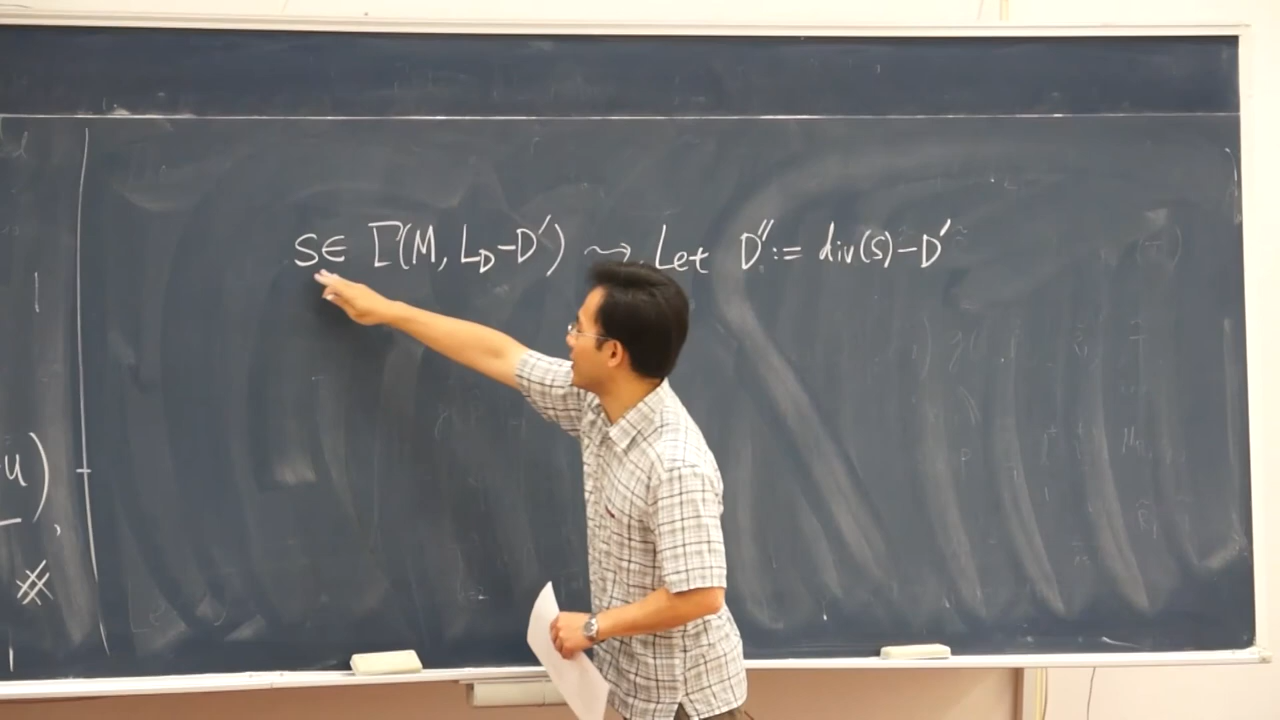 s∈ Γ(M, L_D-D′) ⇝ Let D″:= div(s)-D′
u)
,
※